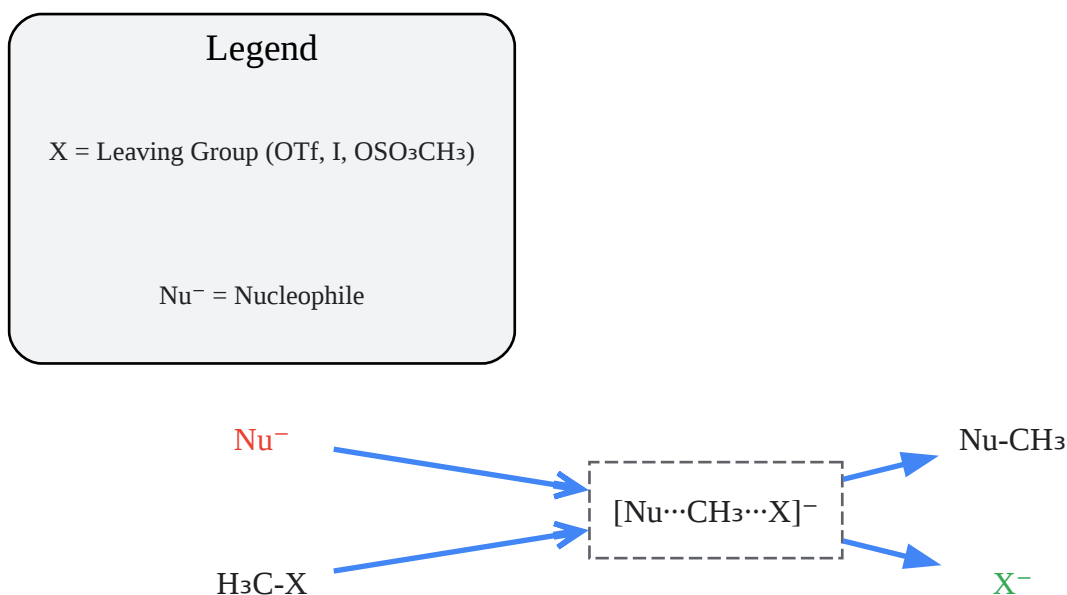 Legend
X = Leaving Group (OTf, I, OSO₃CH₃)
Nu⁻ = Nucleophile
Nu⁻
Nu-CH₃
[Nu···CH₃···X]⁻
H₃C-X
X⁻